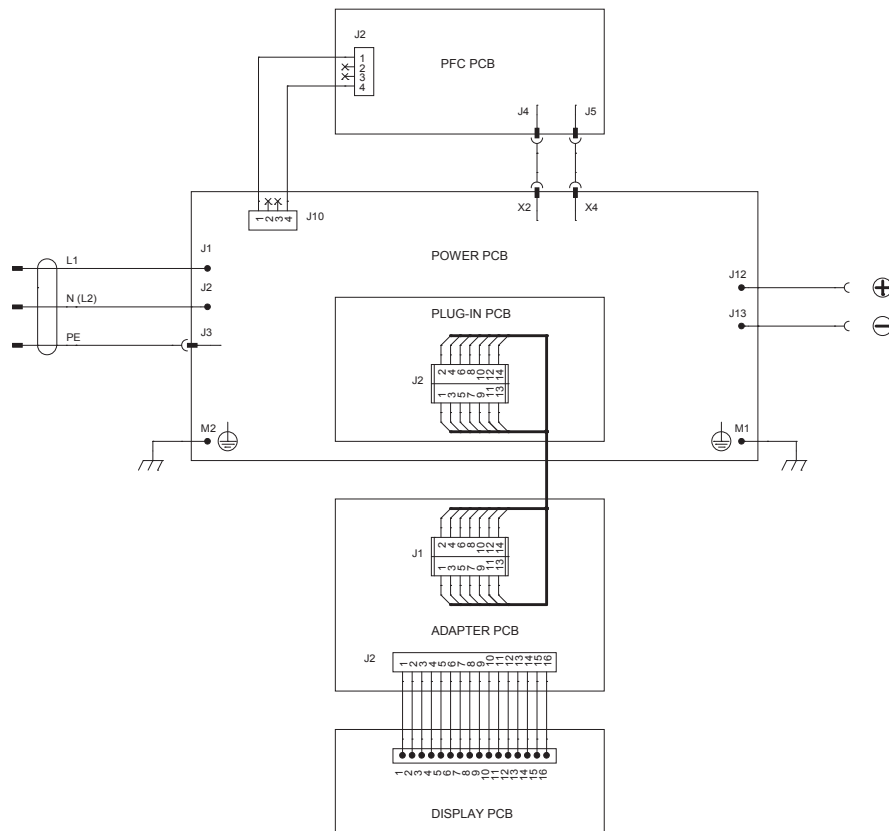 J2
1
2
3
4
PFC PCB
J4
J5
1 2 3 4
J10
X2
X4
L1
J1
POWER PCB
N (L2)
J2
J12
PE
J3
PLUG-IN PCB
J13
2 4 6 8 10 12 14
J2
1 3 5 7 9 11 13
M2
M1
2 4 6 8 10 12 14
J1
1 3 5 7 9 11 13
ADAPTER PCB
J2
1 2 3 4 5 6 7 8 9 10 11 12 13 14 15 16
1 2 3 4 5 6 7 8 9 10 11 12 13 14 15 16
DISPLAY PCB